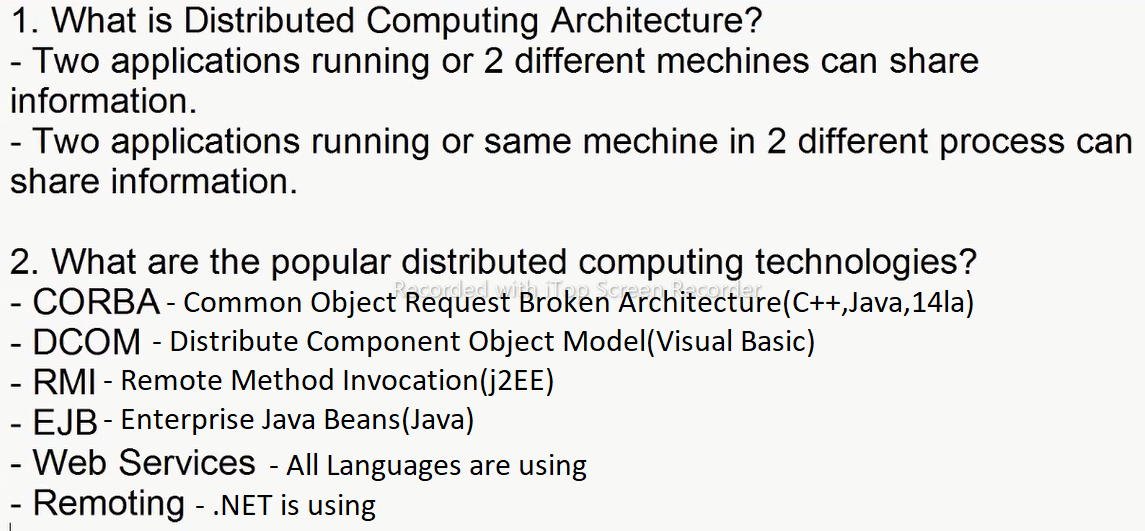 1. What is Distributed Computing Architecture?
- Two applications running or 2 different mechines can share
information.
- Two applications running or same mechine in 2 different process can
share information.
2. What are the popular distributed computing technologies?
Recorded with iTop Screen Recorder
- CORBA - Common Object Request Broken Architecture(C++,Java,14la)
- DCOM - Distribute Component Object Model(Visual Basic)
- RMI - Remote Method Invocation(j2EE)
- EJB - Enterprise Java Beans(Java)
- Web Services - All Languages are using
- Remoting - .NET is using